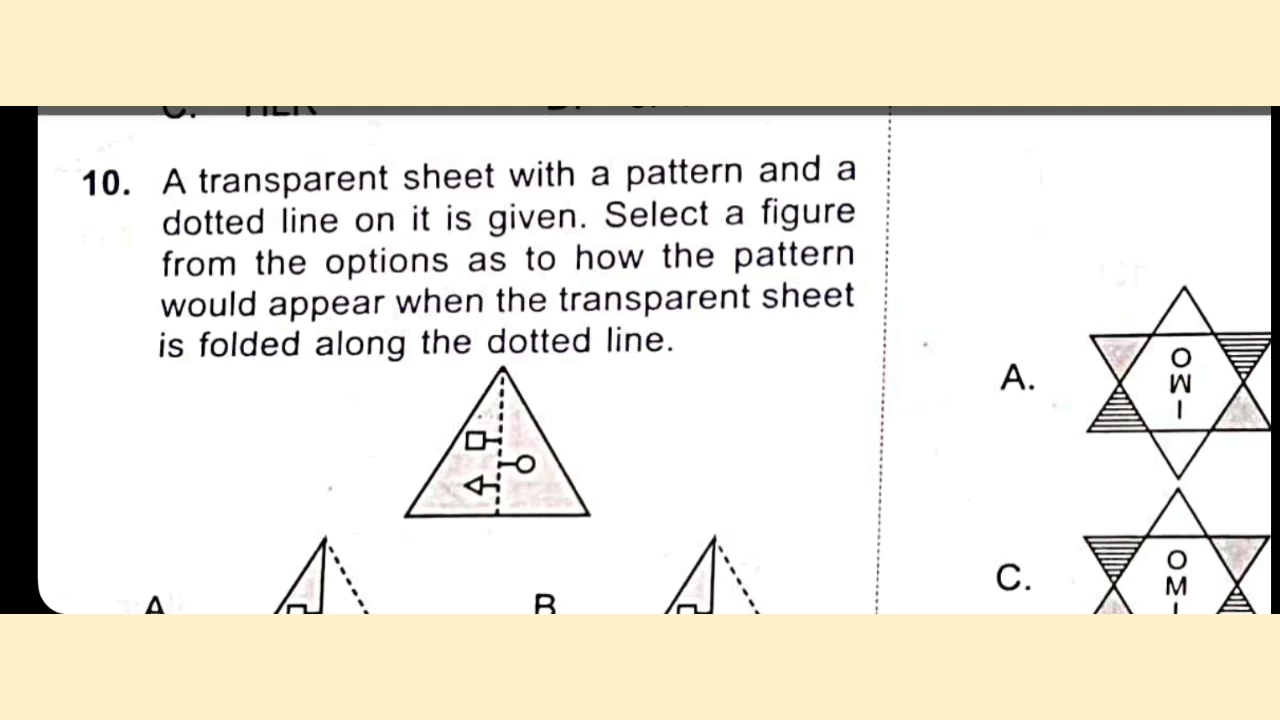 10. A transparent sheet with a pattern and a
dotted line on it is given. Select a figure
from the options as to how the pattern
would appear when the transparent sheet
is folded along the dotted line.
A
B
A.
O
W
I
C.
O
M
I